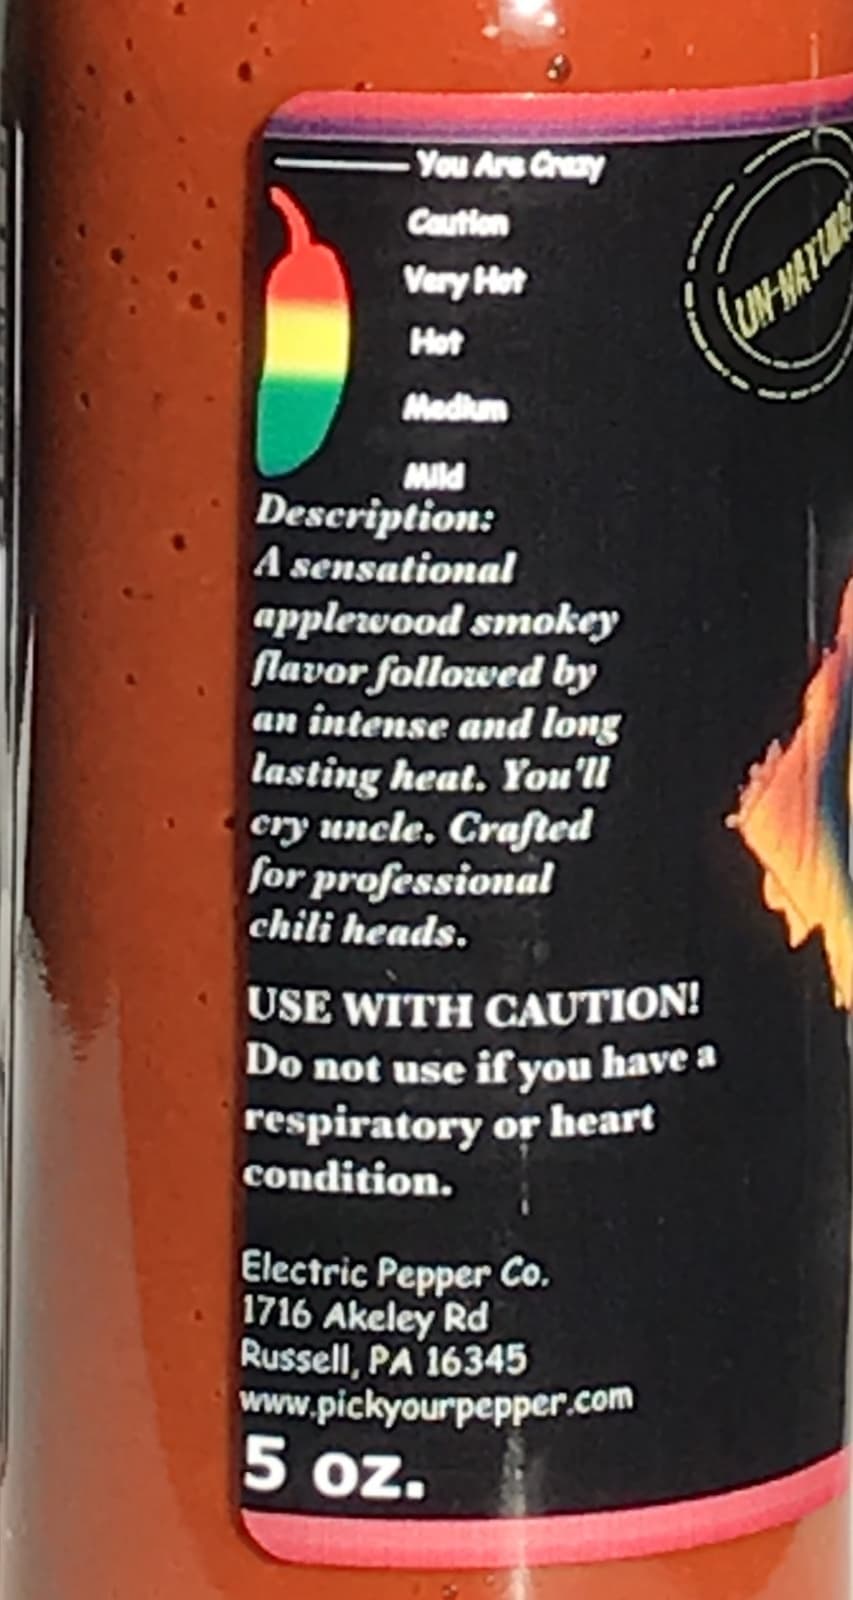 You Are Crazy
Caution
Very Hot
Hot
Medium
Mild
UN-NATURAL
Description:
A sensational
applewood smokey
flavor followed by
an intense and long
lasting heat. You'll
cry uncle. Crafted
for professional
chili heads.
USE WITH CAUTION!
Do not use if you have a
respiratory or heart
condition.
Electric Pepper Co.
1716 Akeley Rd
Russell, PA 16345
www.pickyourpepper.com
5 oz.